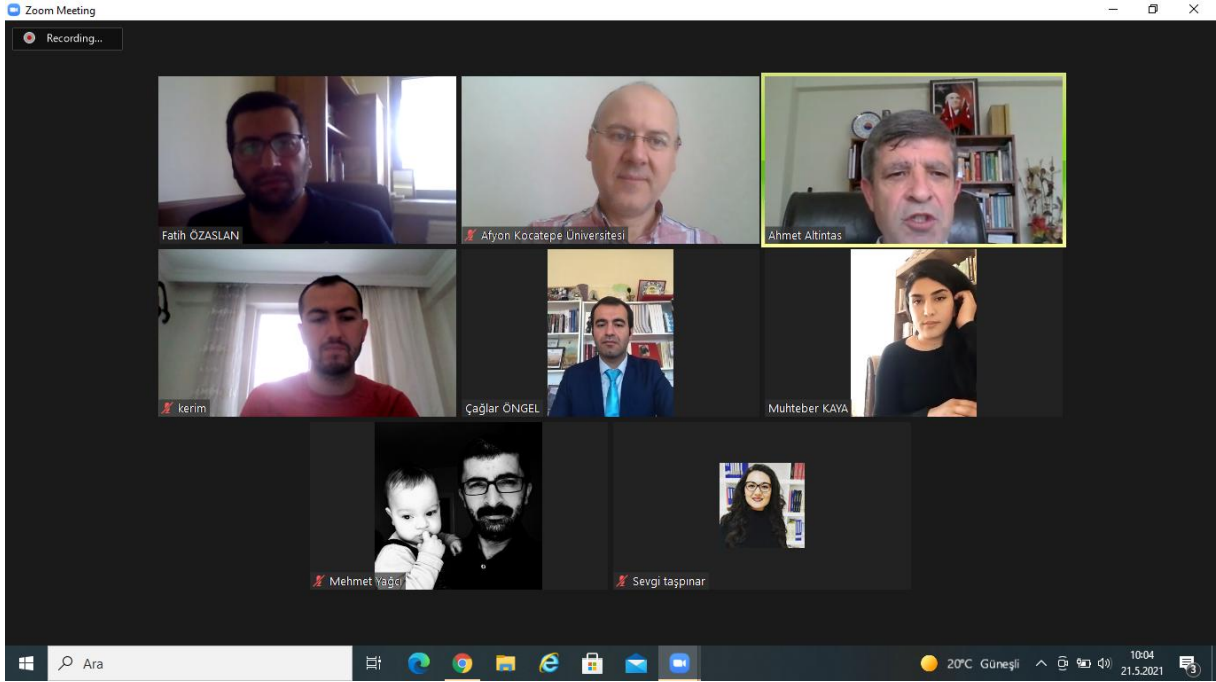 Zoom Meeting
Recording...
Fatih ÖZASLAN
Afyon Kocatepe Üniversitesi
Ahmet Altintas
kerim
Çağlar ÖNGEL
Muhteber KAYA
Mehmet Yağcı
Sevgi taşpınar
Ara
20°C Güneşli
10:04
21.5.2021
3